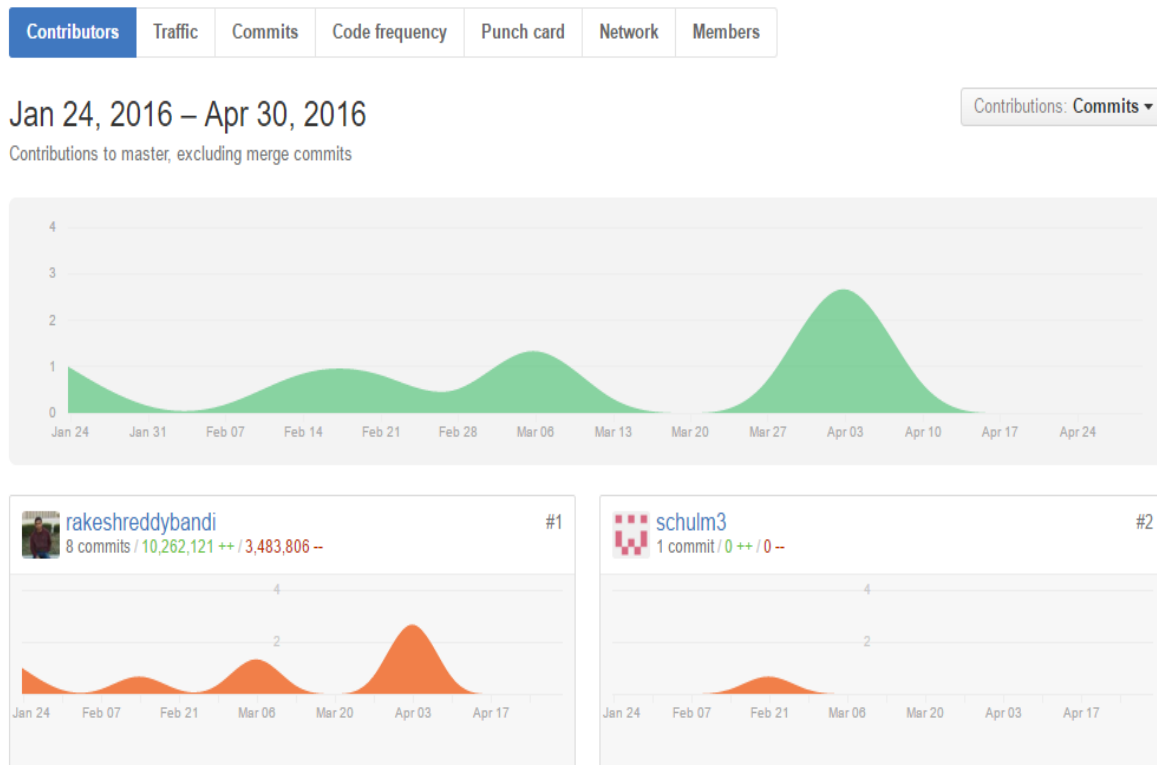 Contributors Traffic Commits Code frequency Punch card Network Members
Jan 24, 2016 – Apr 30, 2016
Contributions: Commits
Contributions to master, excluding merge commits
4
3
2
1
0
Jan 24 Jan 31 Feb 07 Feb 14 Feb 21 Feb 28 Mar 06 Mar 13 Mar 20 Mar 27 Apr 03 Apr 10 Apr 17 Apr 24
rakeshreddybandi #1
8 commits / 10,262,121 ++ / 3,483,806 --
4
2
Jan 24 Feb 07 Feb 21 Mar 06 Mar 20 Apr 03 Apr 17
schulm3 #2
1 commit / 0 ++ / 0 --
4
2
Jan 24 Feb 07 Feb 21 Mar 06 Mar 20 Apr 03 Apr 17